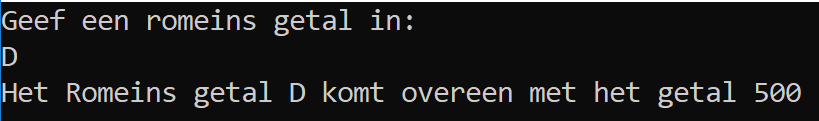 Geef een romeins getal in:
D
Het Romeins getal D komt overeen met het getal 500